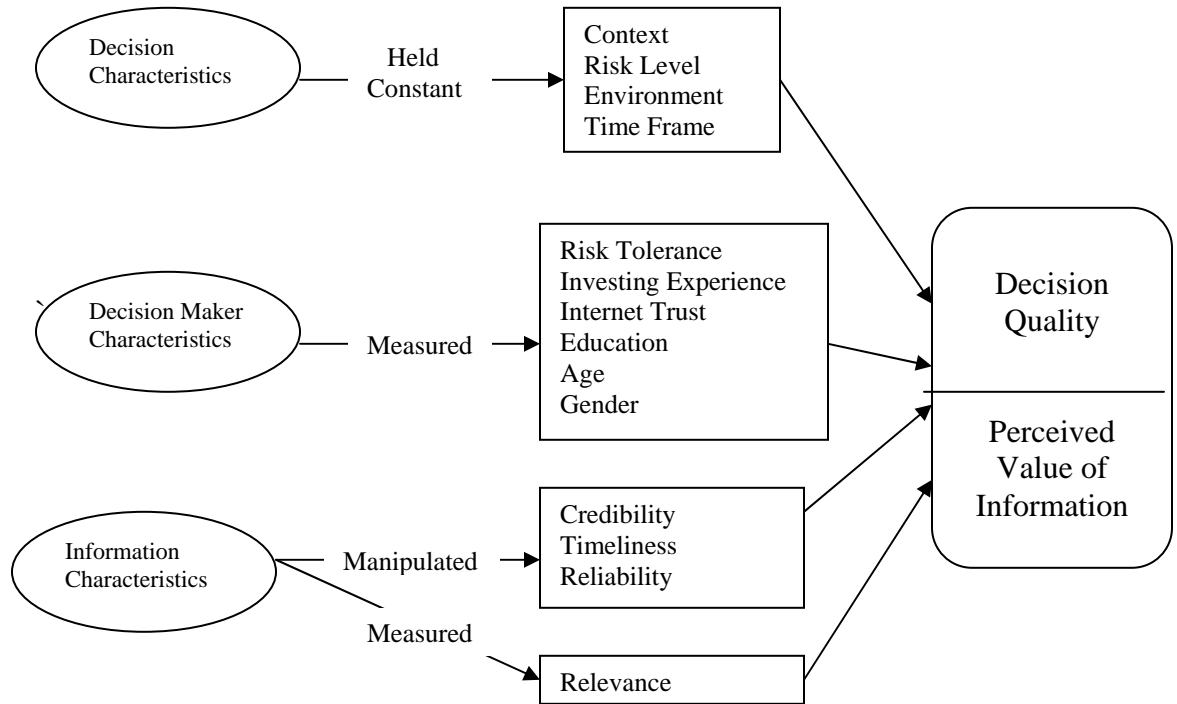 Decision
Characteristics
Held
Constant
Context
Risk Level
Environment
Time Frame
`
Decision Maker
Characteristics
Measured
Risk Tolerance
Investing Experience
Internet Trust
Education
Age
Gender
Decision
Quality
Perceived
Value of
Information
Information
Characteristics
Manipulated
Credibility
Timeliness
Reliability
Measured
Relevance